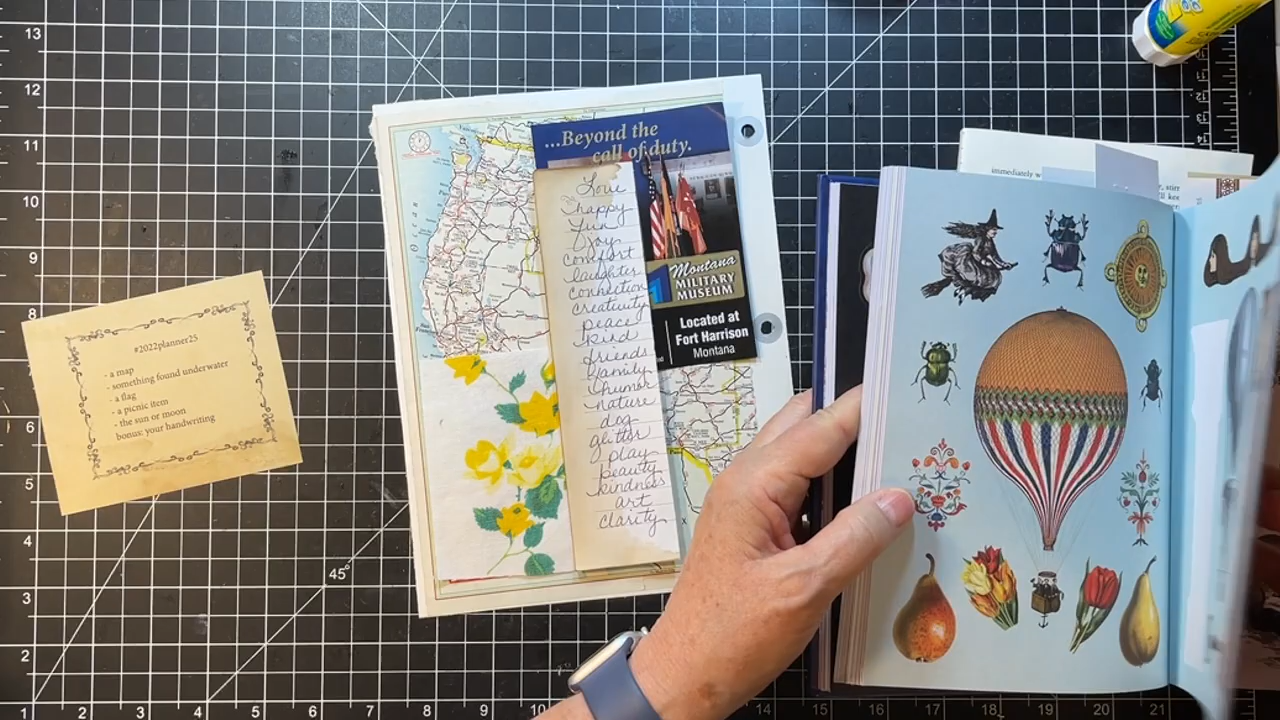 #2022planner25
- a map
- something found underwater
- a flag
- a picnic item
- the sun or moon
bonus: your handwriting
...Beyond the
call of duty.
Montana
MILITARY
MUSEUM
Located at
Fort Harrison
Montana
Love
happy
fun
joy
comfort
laughter
connection
creativity
peace
kind
friends
family
humor
nature
dog
glitter
play
beauty
kindness
art
clarity
immediately
stir
13
12
11
10
9
8
7
6
5
4
3
2
1
2
3
4
5
6
7
8
9
10
14
15
16
17
18
19
20
21
45°
13
14